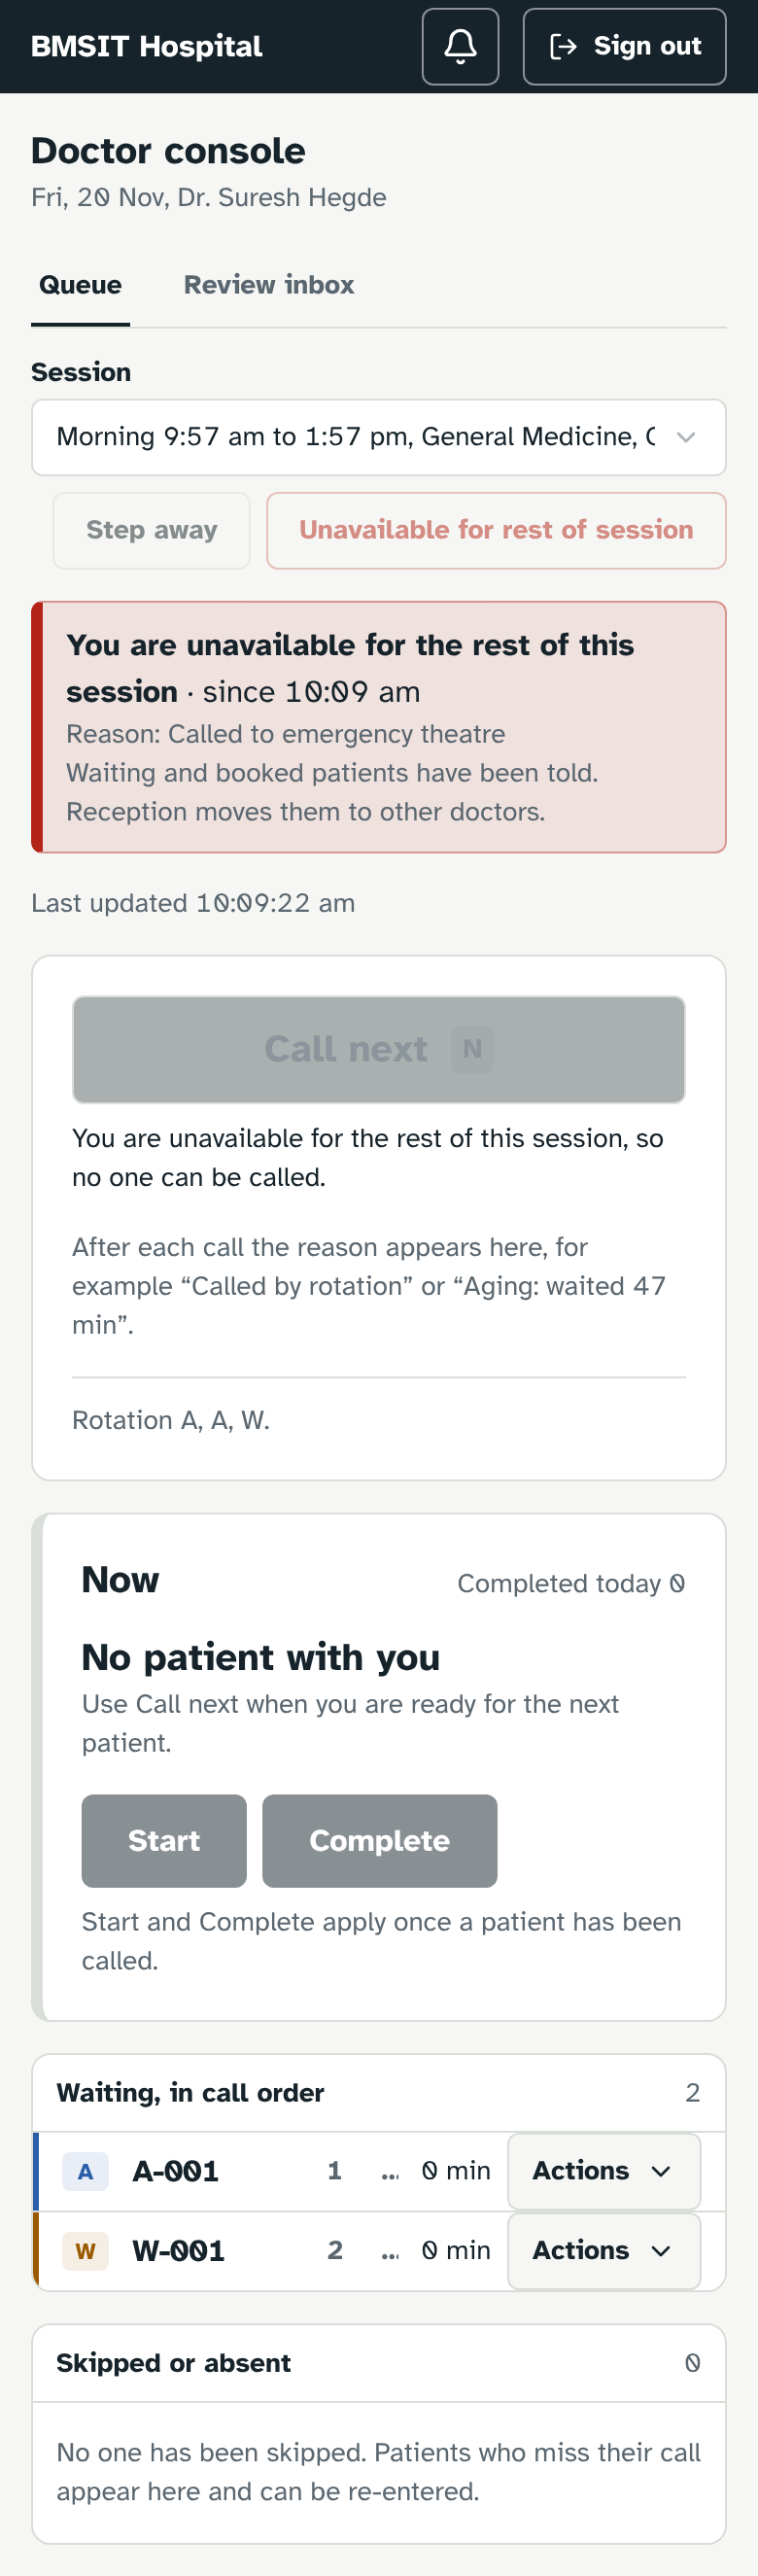 BMSIT Hospital
Sign out
Doctor console
Fri, 20 Nov, Dr. Suresh Hegde
Queue Review inbox
Session
Morning 9:57 am to 1:57 pm, General Medicine,
Step away Unavailable for rest of session
You are unavailable for the rest of this
session · since 10:09 am
Reason: Called to emergency theatre
Waiting and booked patients have been told.
Reception moves them to other doctors.
Last updated 10:09:22 am
Call next N
You are unavailable for the rest of this session, so
no one can be called.
After each call the reason appears here, for
example “Called by rotation” or “Aging: waited 47
min”.
Rotation A, A, W.
Now Completed today 0
No patient with you
Use Call next when you are ready for the next
patient.
Start Complete
Start and Complete apply once a patient has been
called.
Waiting, in call order 2
A A-001 1 ... 0 min Actions
W W-001 2 ... 0 min Actions
Skipped or absent 0
No one has been skipped. Patients who miss their call
appear here and can be re-entered.